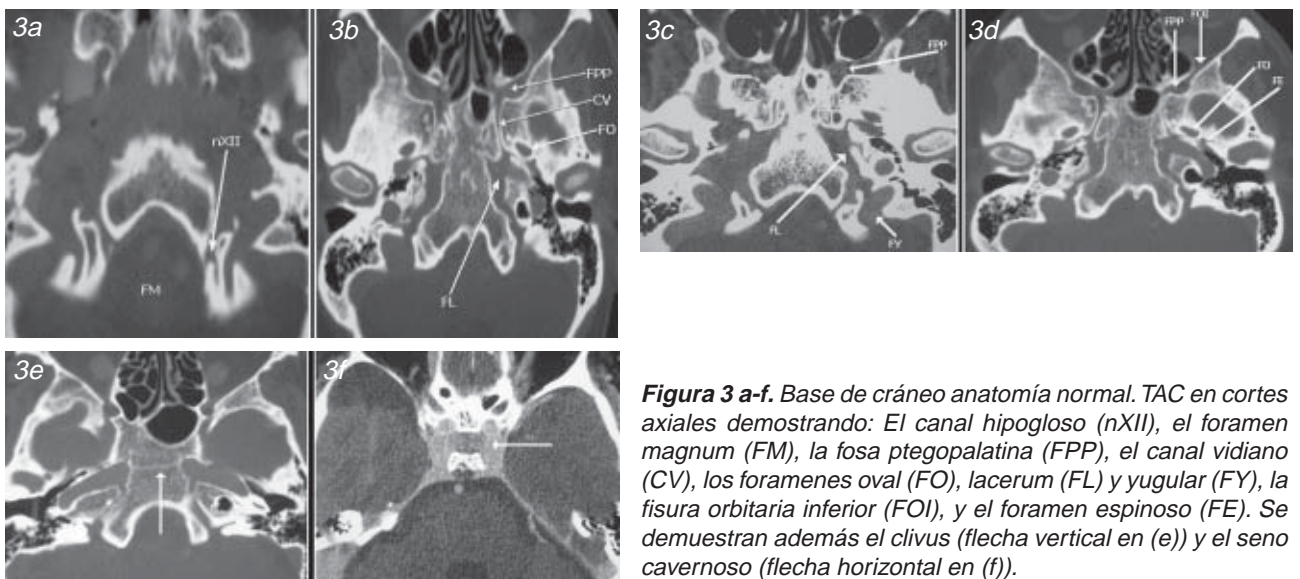 3a
nXII
FM
3b
FPP
CV
FO
FL
3c
FPP
FL
FY
3d
FPP
FOI
FO
FE
3e
3f
Figura 3 a-f. Base de cráneo anatomía normal. TAC en cortes
axiales demostrando: El canal hipogloso (nXII), el foramen
magnum (FM), la fosa ptegopalatina (FPP), el canal vidiano
(CV), los foramenes oval (FO), lacerum (FL) y yugular (FY), la
fisura orbitaria inferior (FOI), y el foramen espinoso (FE). Se
demuestran además el clivus (flecha vertical en (e)) y el seno
cavernoso (flecha horizontal en (f)).